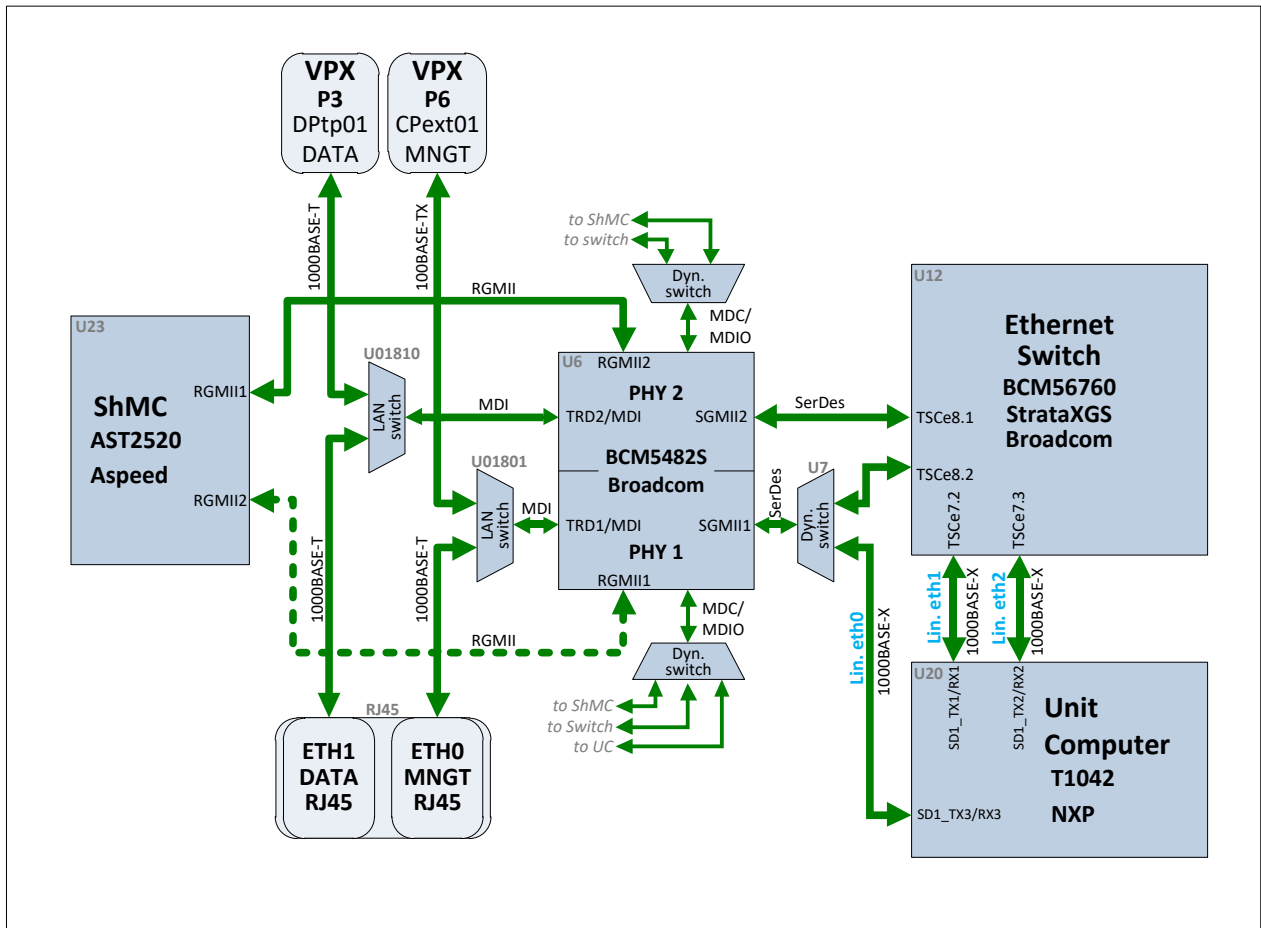 VPX
P3
DPtp01
DATA
VPX
P6
CPext01
MNGT
1000BASE-T
100BASE-TX
to ShMC
to switch
Dyn.
switch
MDC/
MDIO
RGMII
U23
ShMC
AST2520
Aspeed
RGMII1
RGMII2
U01810
LAN
switch
MDI
U01801
LAN
switch
MDI
U6
RGMII2
PHY 2
TRD2/MDI
SGMII2
BCM5482S
Broadcom
TRD1/MDI
SGMII1
PHY 1
RGMII1
SerDes
SerDes
U7
Dyn.
switch
U12
Ethernet
Switch
BCM56760
StrataXGS
Broadcom
TSCe8.1
TSCe8.2
TSCe7.2
TSCe7.3
1000BASE-T
1000BASE-T
RGMII
MDC/
MDIO
Dyn.
switch
to ShMC
to Switch
to UC
Lin. eth0
1000BASE-X
Lin. eth1
1000BASE-X
Lin. eth2
1000BASE-X
U20
SD1_TX1/RX1
SD1_TX2/RX2
Unit
Computer
T1042
NXP
SD1_TX3/RX3
RJ45
ETH1
DATA
RJ45
ETH0
MNGT
RJ45